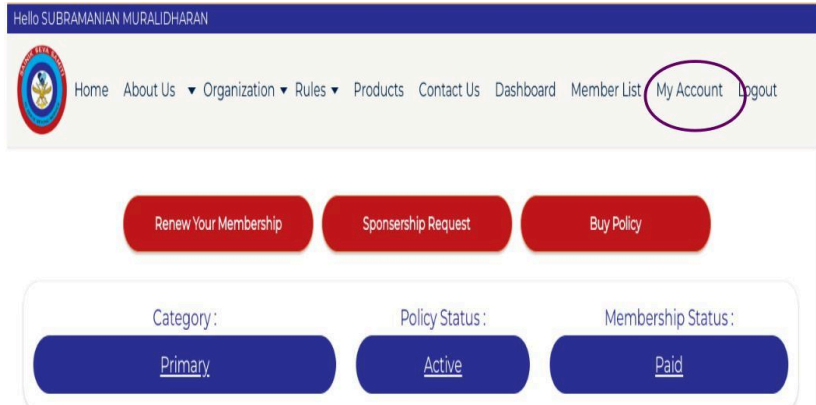 Hello SUBRAMANIAN MURALIDHARAN
Home About Us ▼ Organization ▼ Rules ▼ Products Contact Us Dashboard Member List My Account Logout
Renew Your Membership Sponsership Request Buy Policy
Category : Policy Status : Membership Status :
Primary Active Paid